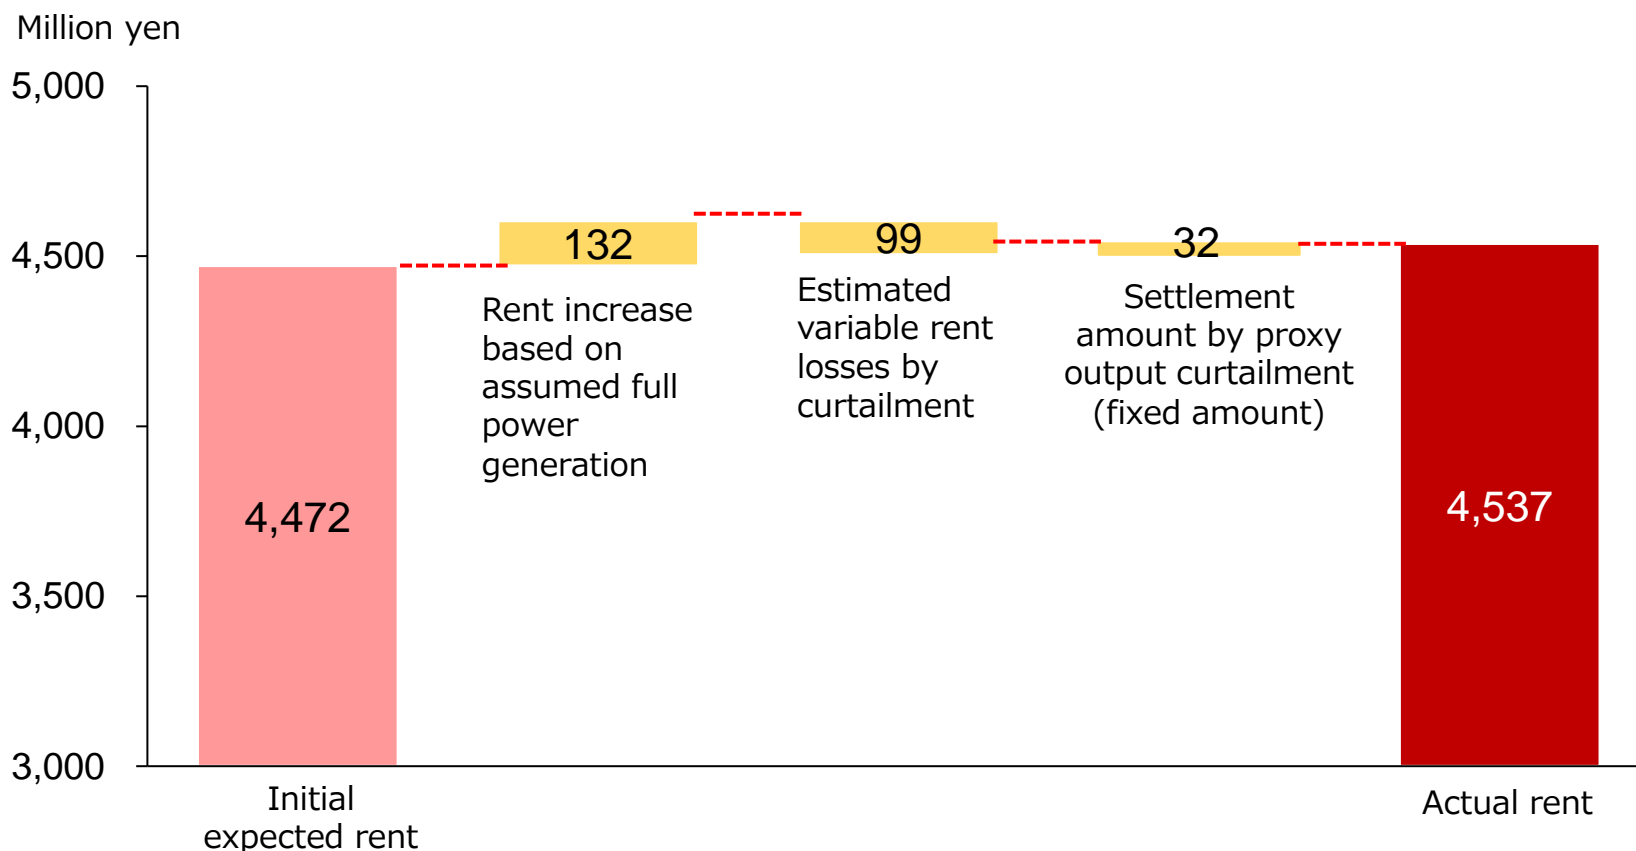 Million yen
5,000
4,500
4,000
3,500
3,000
4,472
132
99
32
4,537
Rent increase
based on
assumed full
power
generation
Estimated
variable rent
losses by
curtailment
Settlement
amount by proxy
output curtailment
(fixed amount)
Initial
expected rent
Actual rent